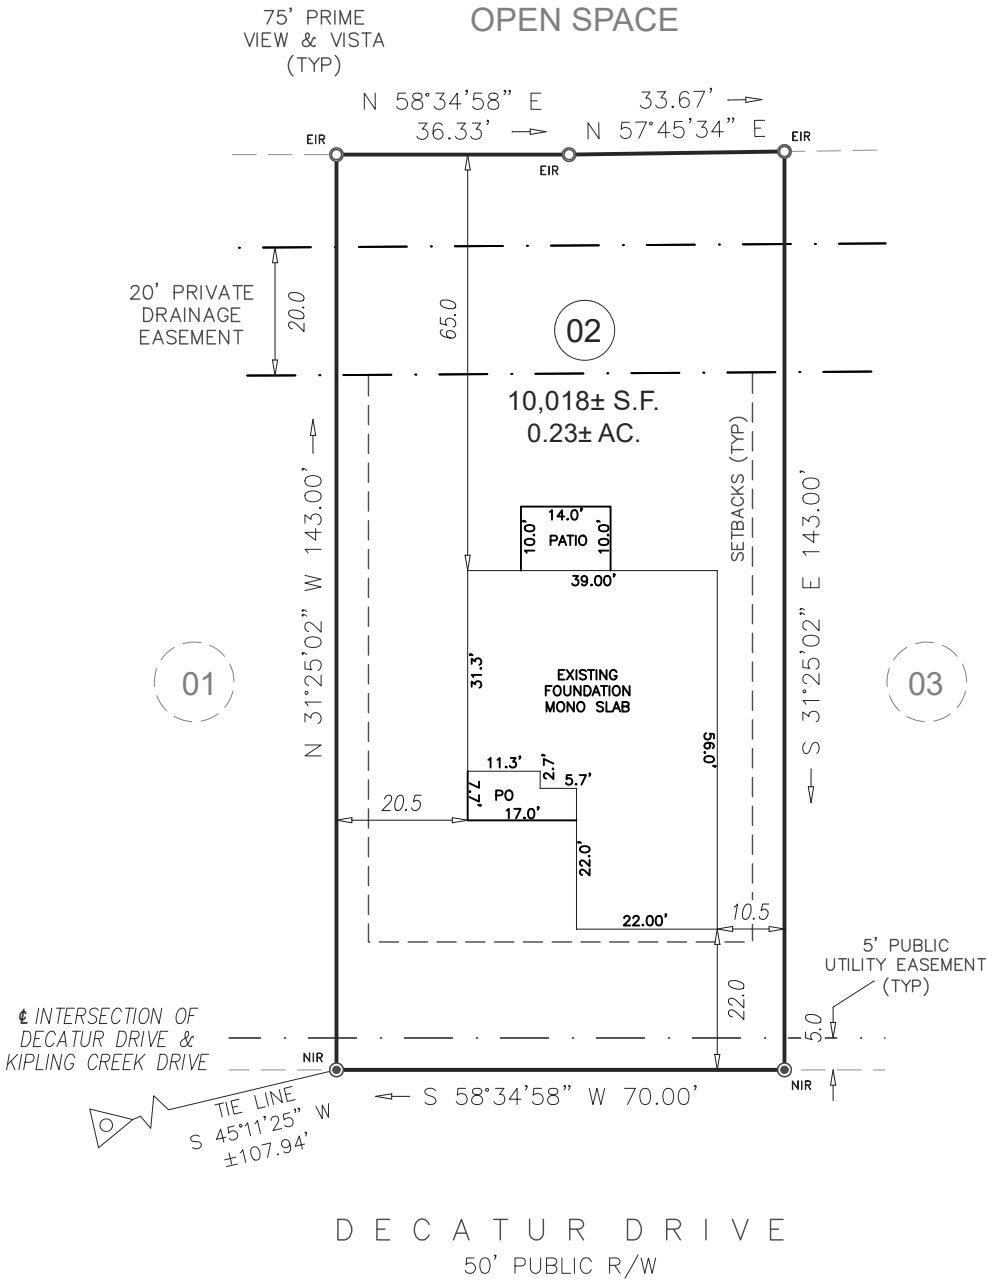 75' PRIME
VIEW & VISTA
(TYP)
OPEN SPACE
N 58°34'58" E
36.33'
33.67'
N 57°45'34" E
EIR
EIR
EIR
20' PRIVATE
DRAINAGE
EASEMENT
20.0
65.0
02
10,018± S.F.
0.23± AC.
SETBACKS (TYP)
N 31°25'02" W 143.00'
S 31°25'02" E 143.00'
14.0'
10.0'
PATIO
10.0'
39.00'
01
03
31.3'
EXISTING
FOUNDATION
MONO SLAB
56.0'
11.3'
2.7'
5.7'
7.7'
PO
17.0'
20.5
22.0'
22.00'
10.5
22.0
5' PUBLIC
UTILITY EASEMENT
(TYP)
5.0
℄ INTERSECTION OF
DECATUR DRIVE &
KIPLING CREEK DRIVE
NIR
NIR
S 58°34'58" W 70.00'
TIE LINE
S 45°11'25" W
±107.94'
DECATUR DRIVE
50' PUBLIC R/W